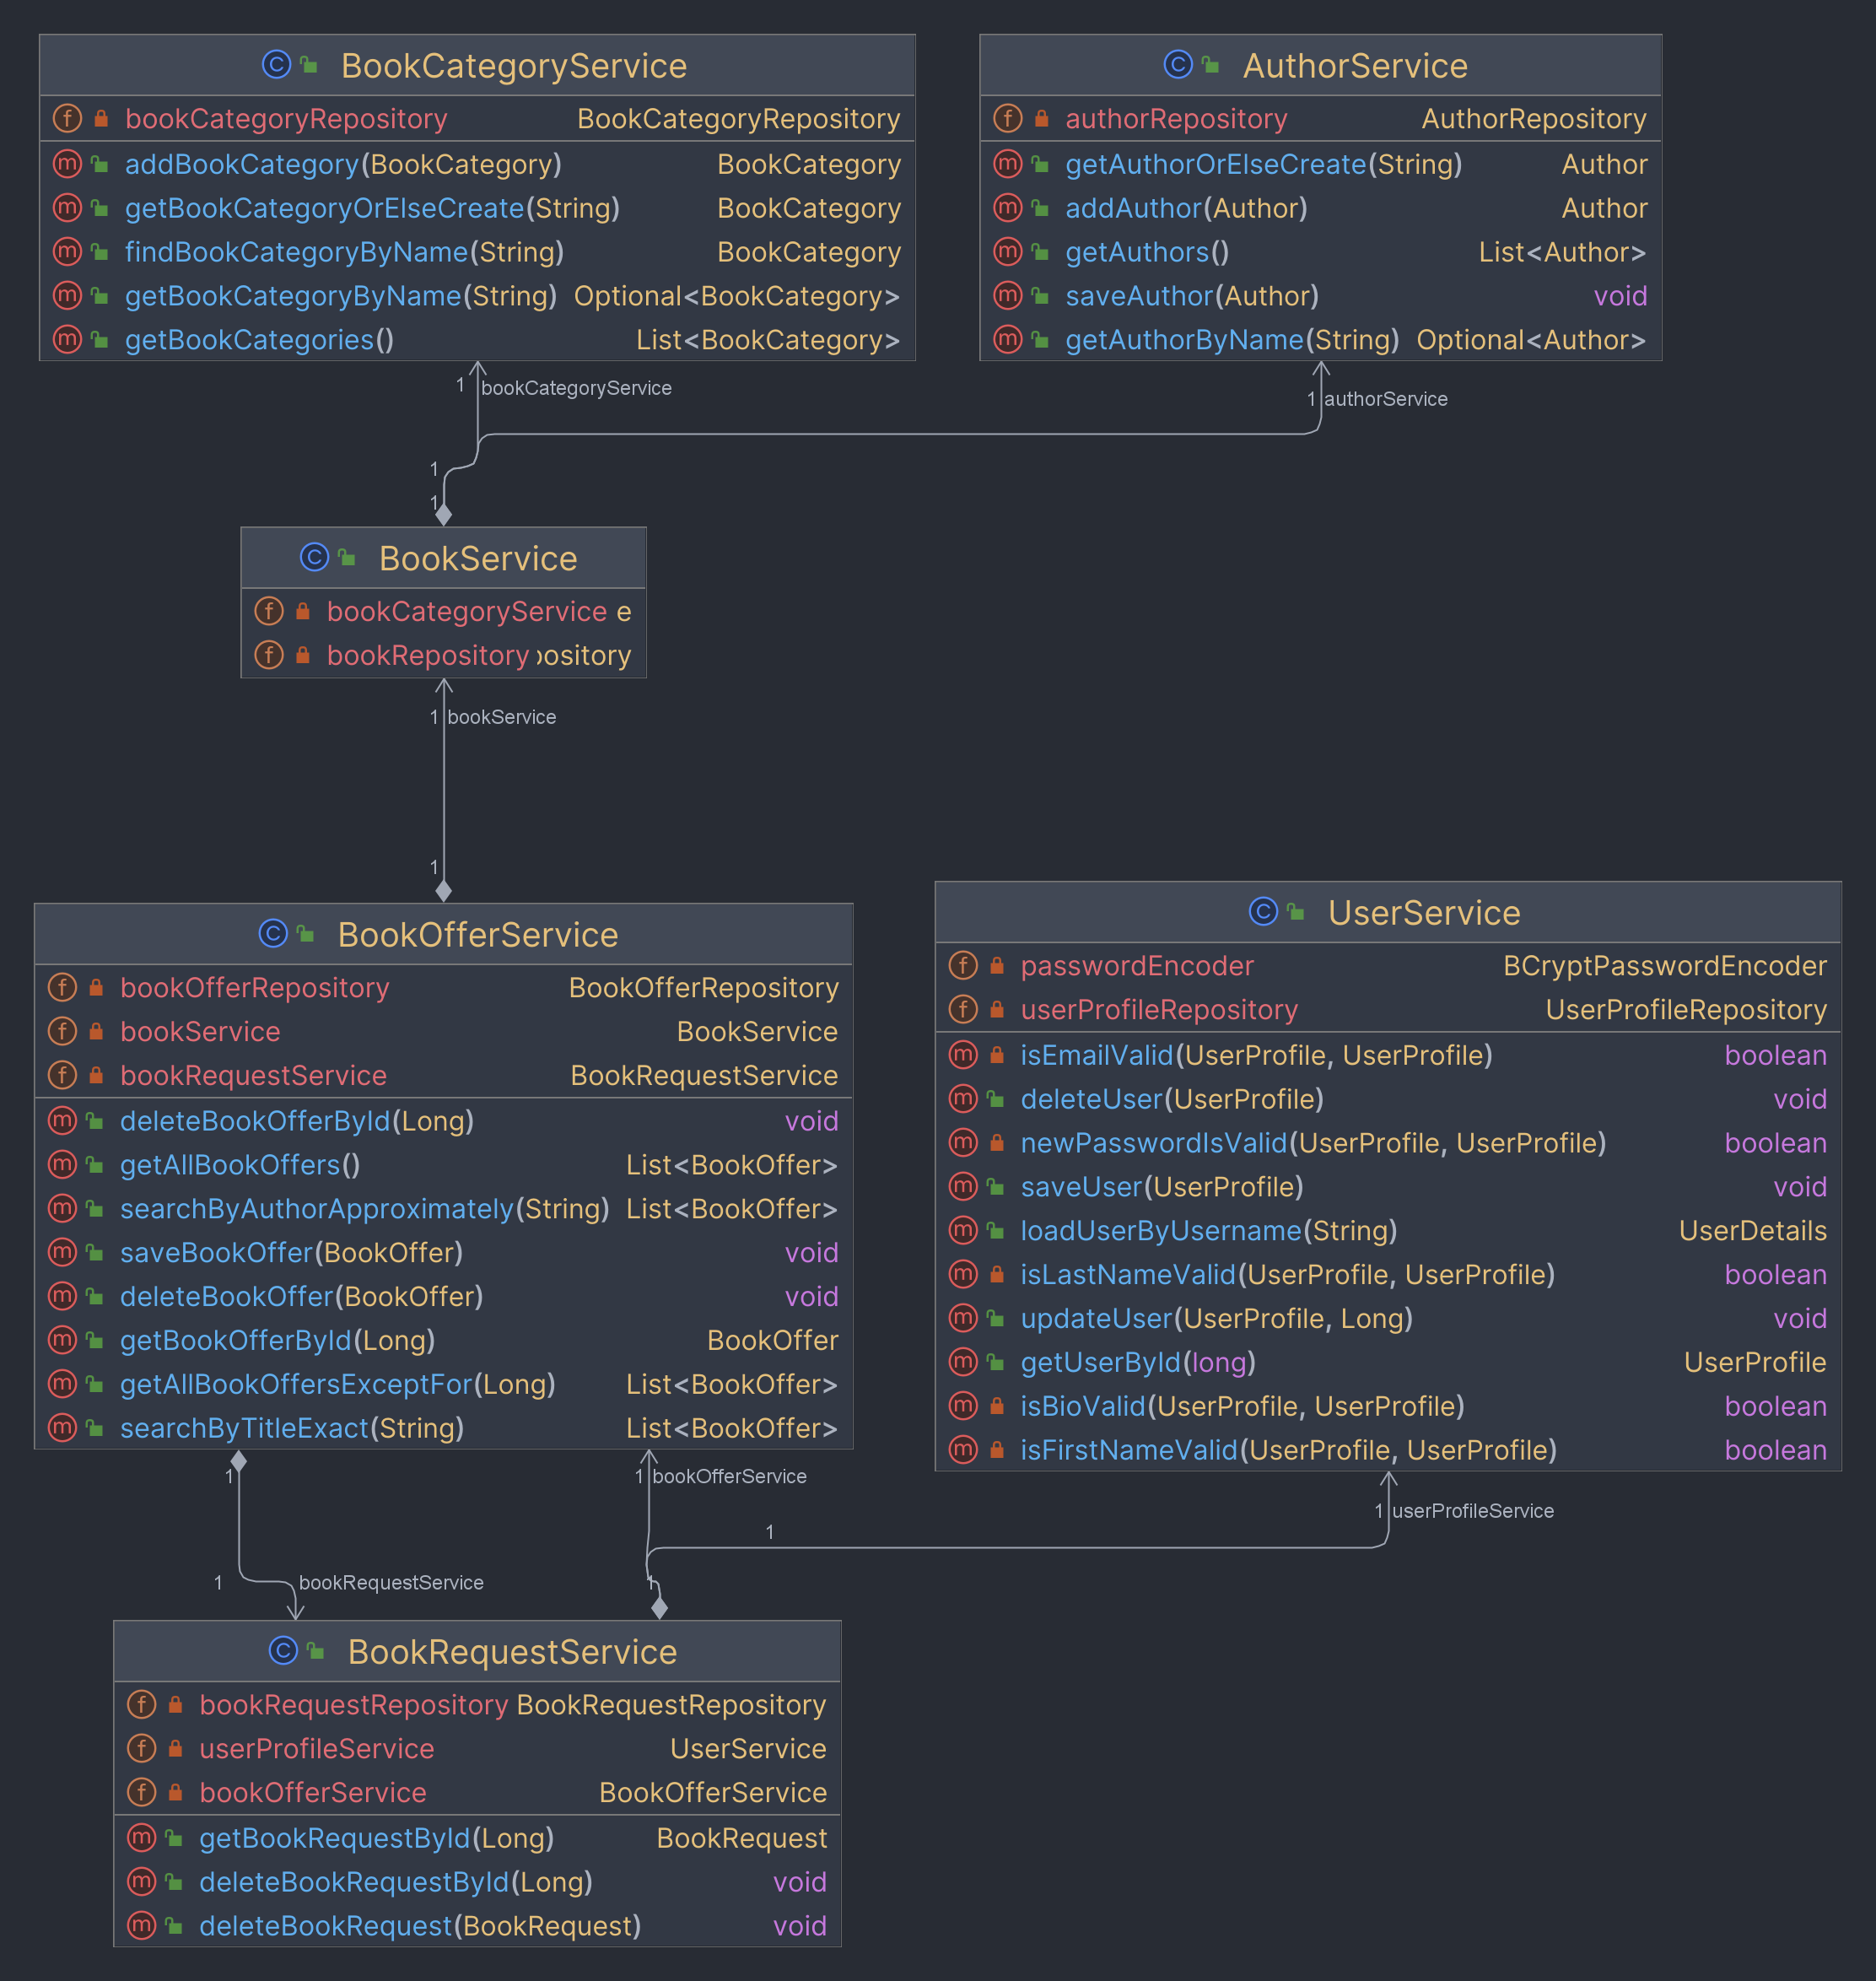 BookCategoryService
bookCategoryRepository BookCategoryRepository
addBookCategory(BookCategory) BookCategory
getBookCategoryOrElseCreate(String) BookCategory
findBookCategoryByName(String) BookCategory
getBookCategoryByName(String) Optional<BookCategory>
getBookCategories() List<BookCategory>
AuthorService
authorRepository AuthorRepository
getAuthorOrElseCreate(String) Author
addAuthor(Author) Author
getAuthors() List<Author>
saveAuthor(Author) void
getAuthorByName(String) Optional<Author>
1 bookCategoryService
1 authorService
1
1
BookService
bookCategoryService e
bookRepository ository
1 bookService
1
BookOfferService
bookOfferRepository BookOfferRepository
bookService BookService
bookRequestService BookRequestService
deleteBookOfferById(Long) void
getAllBookOffers() List<BookOffer>
searchByAuthorApproximately(String) List<BookOffer>
saveBookOffer(BookOffer) void
deleteBookOffer(BookOffer) void
getBookOfferById(Long) BookOffer
getAllBookOffersExceptFor(Long) List<BookOffer>
searchByTitleExact(String) List<BookOffer>
UserService
passwordEncoder BCryptPasswordEncoder
userProfileRepository UserProfileRepository
isEmailValid(UserProfile, UserProfile) boolean
deleteUser(UserProfile) void
newPasswordIsValid(UserProfile, UserProfile) boolean
saveUser(UserProfile) void
loadUserByUsername(String) UserDetails
isLastNameValid(UserProfile, UserProfile) boolean
updateUser(UserProfile, Long) void
getUserById(long) UserProfile
isBioValid(UserProfile, UserProfile) boolean
isFirstNameValid(UserProfile, UserProfile) boolean
1
1 bookOfferService
1 userProfileService
1
1 bookRequestService
1
BookRequestService
bookRequestRepository BookRequestRepository
userProfileService UserService
bookOfferService BookOfferService
getBookRequestById(Long) BookRequest
deleteBookRequestById(Long) void
deleteBookRequest(BookRequest) void